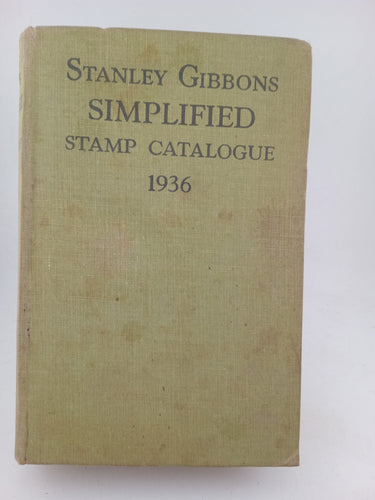 STANLEY GIBBONS
SIMPLIFIED
STAMP CATALOGUE
1936